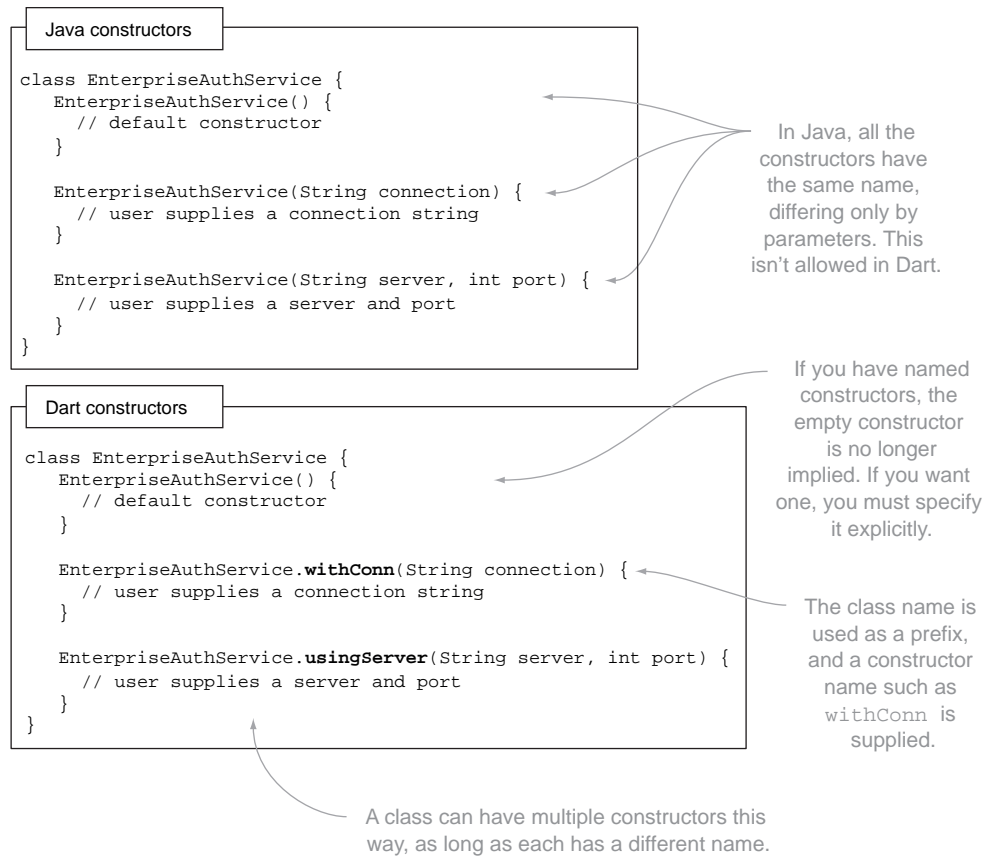 Java constructors
class EnterpriseAuthService {
EnterpriseAuthService() {
// default constructor
}
EnterpriseAuthService(String connection) {
// user supplies a connection string
}
EnterpriseAuthService(String server, int port) {
// user supplies a server and port
}
}
In Java, all the
constructors have
the same name,
differing only by
parameters. This
isn't allowed in Dart.
Dart constructors
class EnterpriseAuthService {
EnterpriseAuthService() {
// default constructor
}
EnterpriseAuthService.withConn(String connection) {
// user supplies a connection string
}
EnterpriseAuthService.usingServer(String server, int port) {
// user supplies a server and port
}
}
If you have named
constructors, the
empty constructor
is no longer
implied. If you want
one, you must specify
it explicitly.
The class name is
used as a prefix,
and a constructor
name such as
withConn is
supplied.
A class can have multiple constructors this
way, as long as each has a different name.